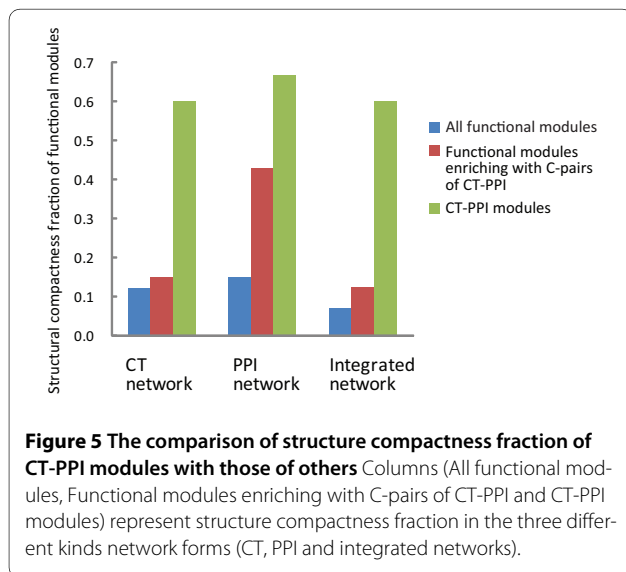 Structural compactness fraction of functional modules
0.7
0.6
0.5
0.4
0.3
0.2
0.1
0.0
CT
network
PPI
network
Integrated
network
All functional modules
Functional modules
enriching with C-pairs
of CT-PPI
CT-PPI modules
Figure 5 The comparison of structure compactness fraction of
CT-PPI modules with those of others Columns (All functional mod-
ules, Functional modules enriching with C-pairs of CT-PPI and CT-PPI
modules) represent structure compactness fraction in the three differ-
ent kinds network forms (CT, PPI and integrated networks).